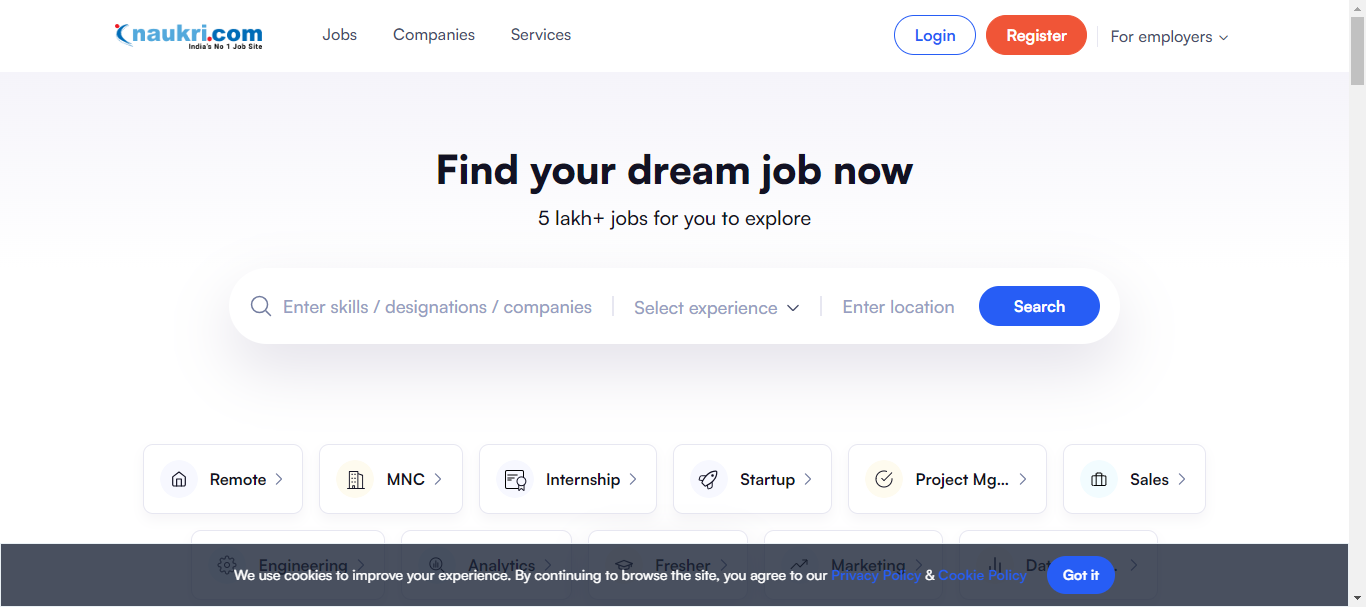 naukri.com
India's No 1 Job Site
Jobs Companies Services
Login Register For employers
Find your dream job now
5 lakh+ jobs for you to explore
Enter skills / designations / companies Select experience Enter location Search
Remote MNC Internship Startup Project Mg... Sales
Engineering Analytics Fresher Marketing
We use cookies to improve your experience. By continuing to browse the site, you agree to our Privacy Policy & Cookie Policy Got it